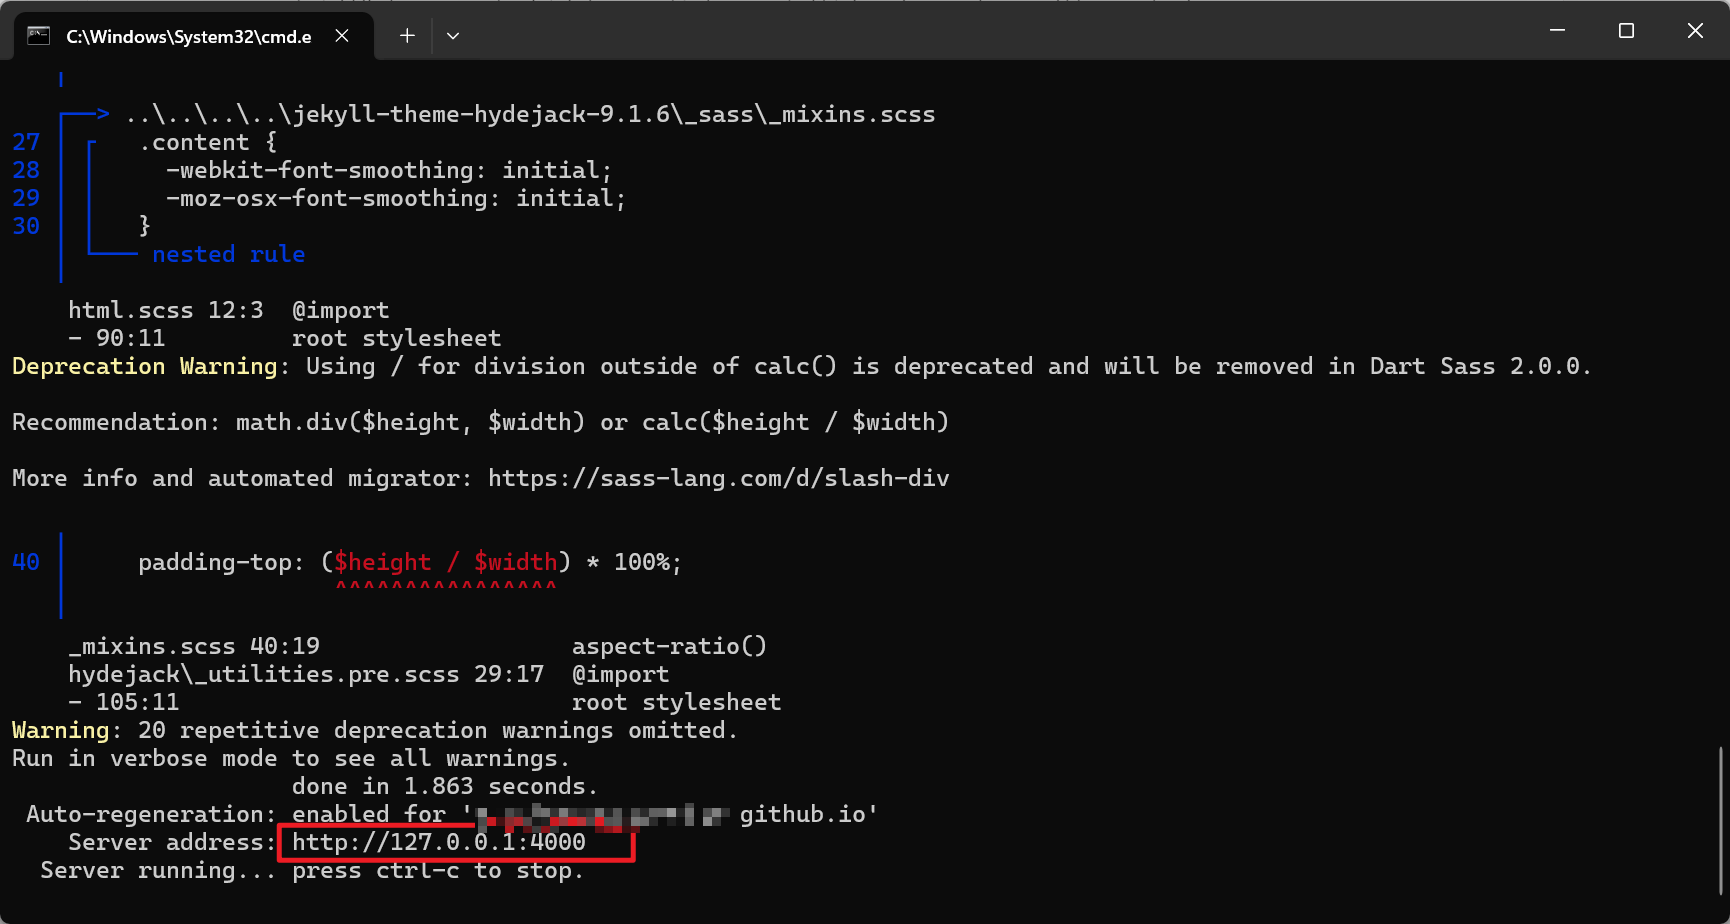 C:\Windows\System32\cmd.e
..\..\..\..\jekyll-theme-hydejack-9.1.6\_sass\_mixins.scss
27 .content {
28 -webkit-font-smoothing: initial;
29 -moz-osx-font-smoothing: initial;
30 }
nested rule
html.scss 12:3 @import
- 90:11 root stylesheet
Deprecation Warning: Using / for division outside of calc() is deprecated and will be removed in Dart Sass 2.0.0.
Recommendation: math.div($height, $width) or calc($height / $width)
More info and automated migrator: https://sass-lang.com/d/slash-div
40 padding-top: ($height / $width) * 100%;
^^^^^^^^^^^^^^^^
_mixins.scss 40:19 aspect-ratio()
hydejack\_utilities.pre.scss 29:17 @import
- 105:11 root stylesheet
Warning: 20 repetitive deprecation warnings omitted.
Run in verbose mode to see all warnings.
done in 1.863 seconds.
Auto-regeneration: enabled for ' github.io'
Server address: http://127.0.0.1:4000
Server running... press ctrl-c to stop.